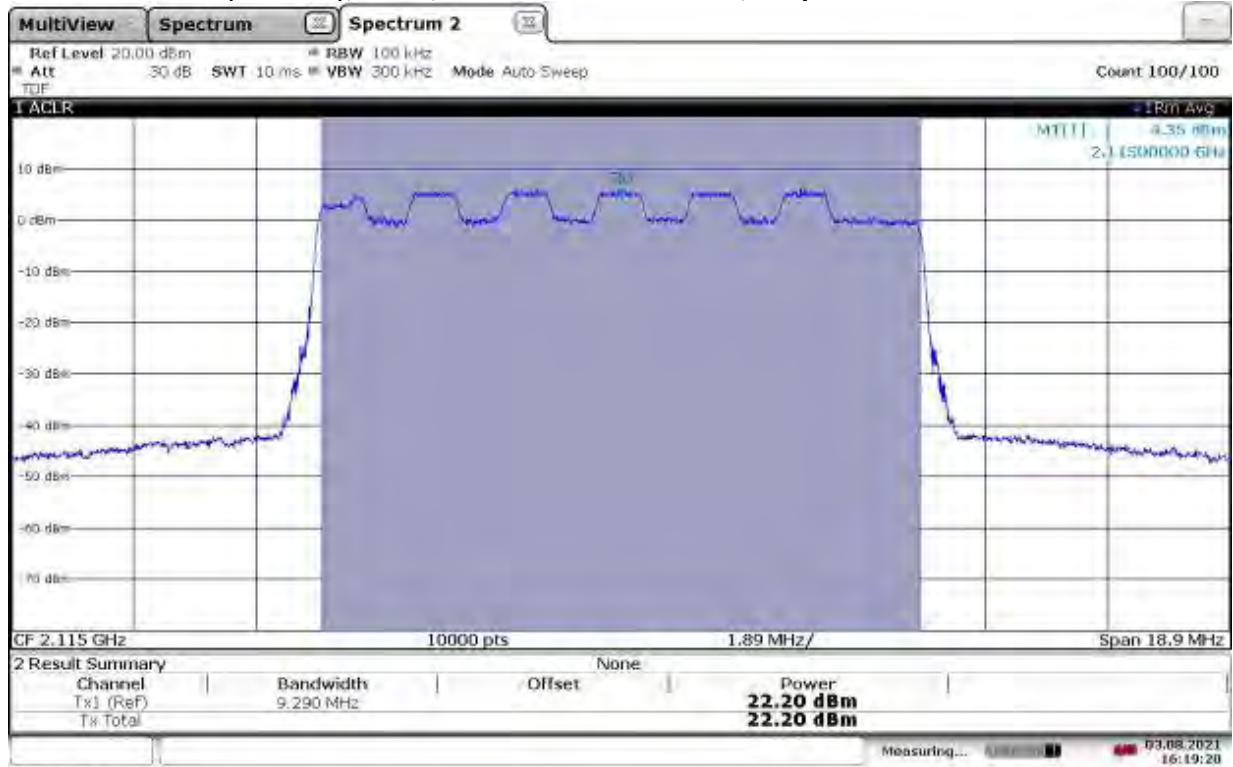 MultiView Spectrum Spectrum 2
Ref Level 20.00 dBm RBW 100 kHz
Att 30 dB SWT 10 ms VBW 300 kHz Mode Auto Sweep Count 100/100
TDF
1 ACLR 1Rm Avg
M1[1] 4.35 dBm
2.11500000 GHz
10 dBm
0 dBm
-10 dBm
-20 dBm
-30 dBm
-40 dBm
-50 dBm
-60 dBm
-70 dBm
CF 2.115 GHz 10000 pts 1.89 MHz/ Span 18.9 MHz
2 Result Summary None
Channel Bandwidth Offset Power
Tx1 (Ref) 9.290 MHz 22.20 dBm
Tx Total 22.20 dBm
Measuring... 03.08.2021
16:19:20